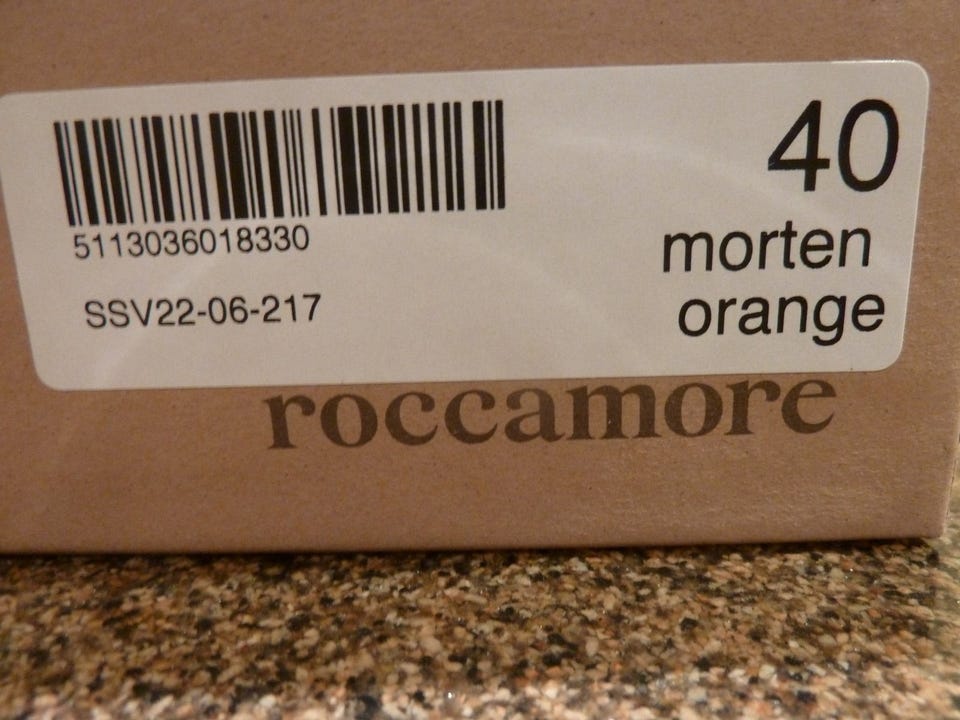 5113036018330
SSV22-06-217
40
morten
orange
roccamore